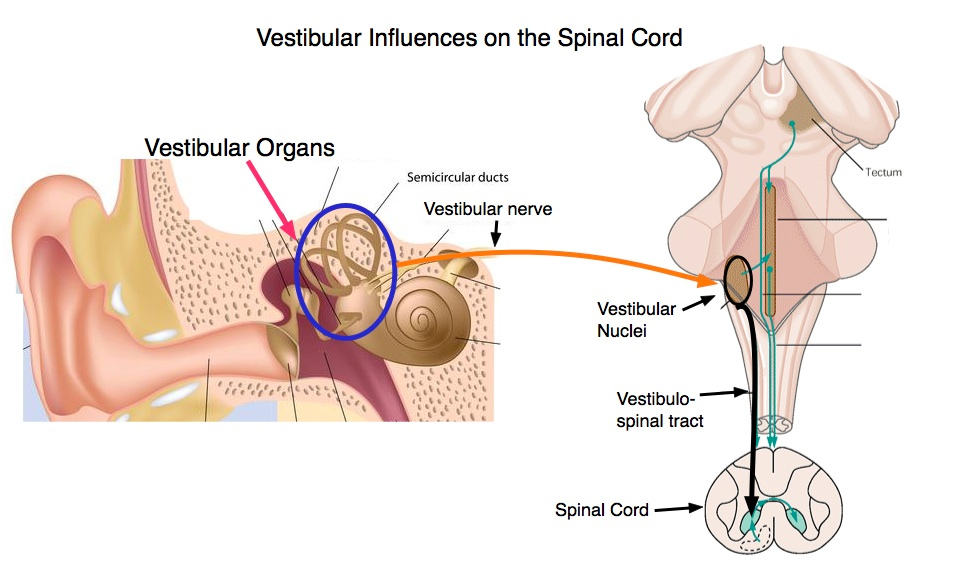 Vestibular Influences on the Spinal Cord
Vestibular Organs
Semicircular ducts
Vestibular nerve
Tectum
Vestibular
Nuclei
Vestibulo-
spinal tract
Spinal Cord